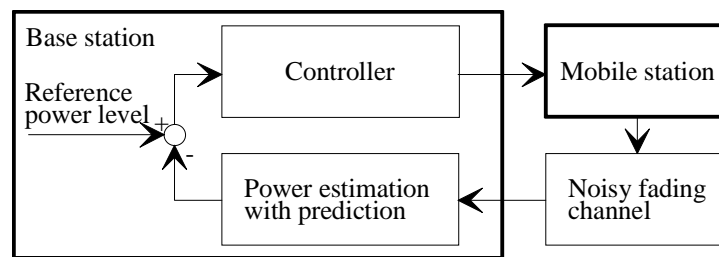 Base station
Controller
Mobile station
Reference
power level
+
-
Power estimation
with prediction
Noisy fading
channel